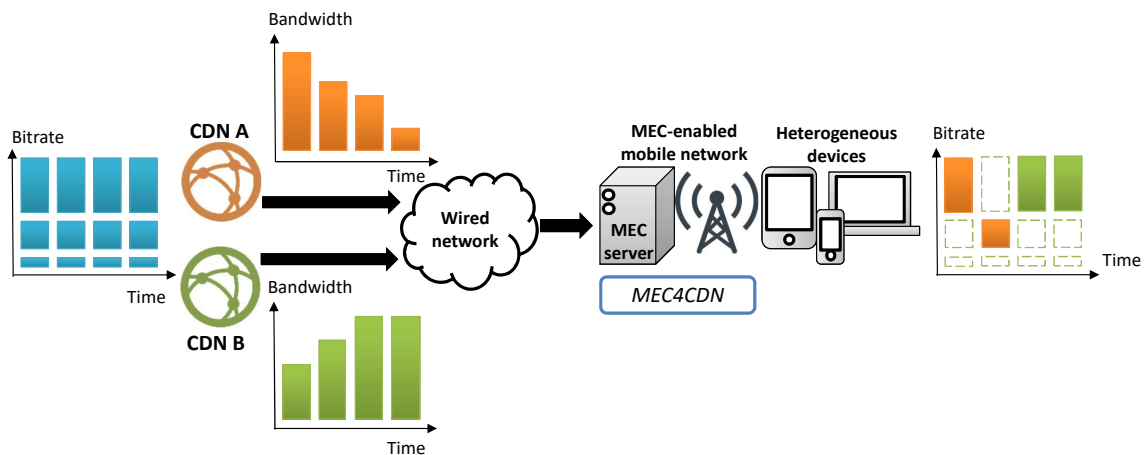 Bitrate
Time
CDN A
CDN B
Bandwidth
Time
Bandwidth
Time
Wired
network
MEC-enabled
mobile network
MEC
server
MEC4CDN
Heterogeneous
devices
Bitrate
Time